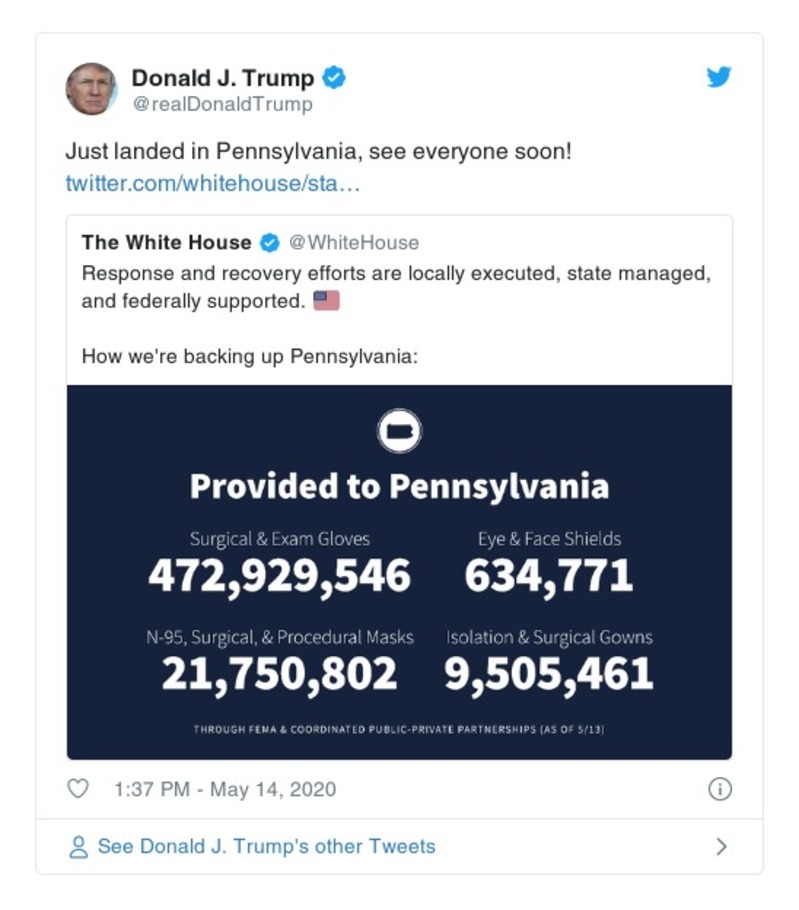 Donald J. Trump
@realDonaldTrump
Just landed in Pennsylvania, see everyone soon!
twitter.com/whitehouse/sta…
The White House @WhiteHouse
Response and recovery efforts are locally executed, state managed,
and federally supported. 🇺🇸
How we're backing up Pennsylvania:
Provided to Pennsylvania
Surgical & Exam Gloves
472,929,546
Eye & Face Shields
634,771
N-95, Surgical, & Procedural Masks
21,750,802
Isolation & Surgical Gowns
9,505,461
THROUGH FEMA & COORDINATED PUBLIC-PRIVATE PARTNERSHIPS (AS OF 5/13)
1:37 PM - May 14, 2020
See Donald J. Trump's other Tweets